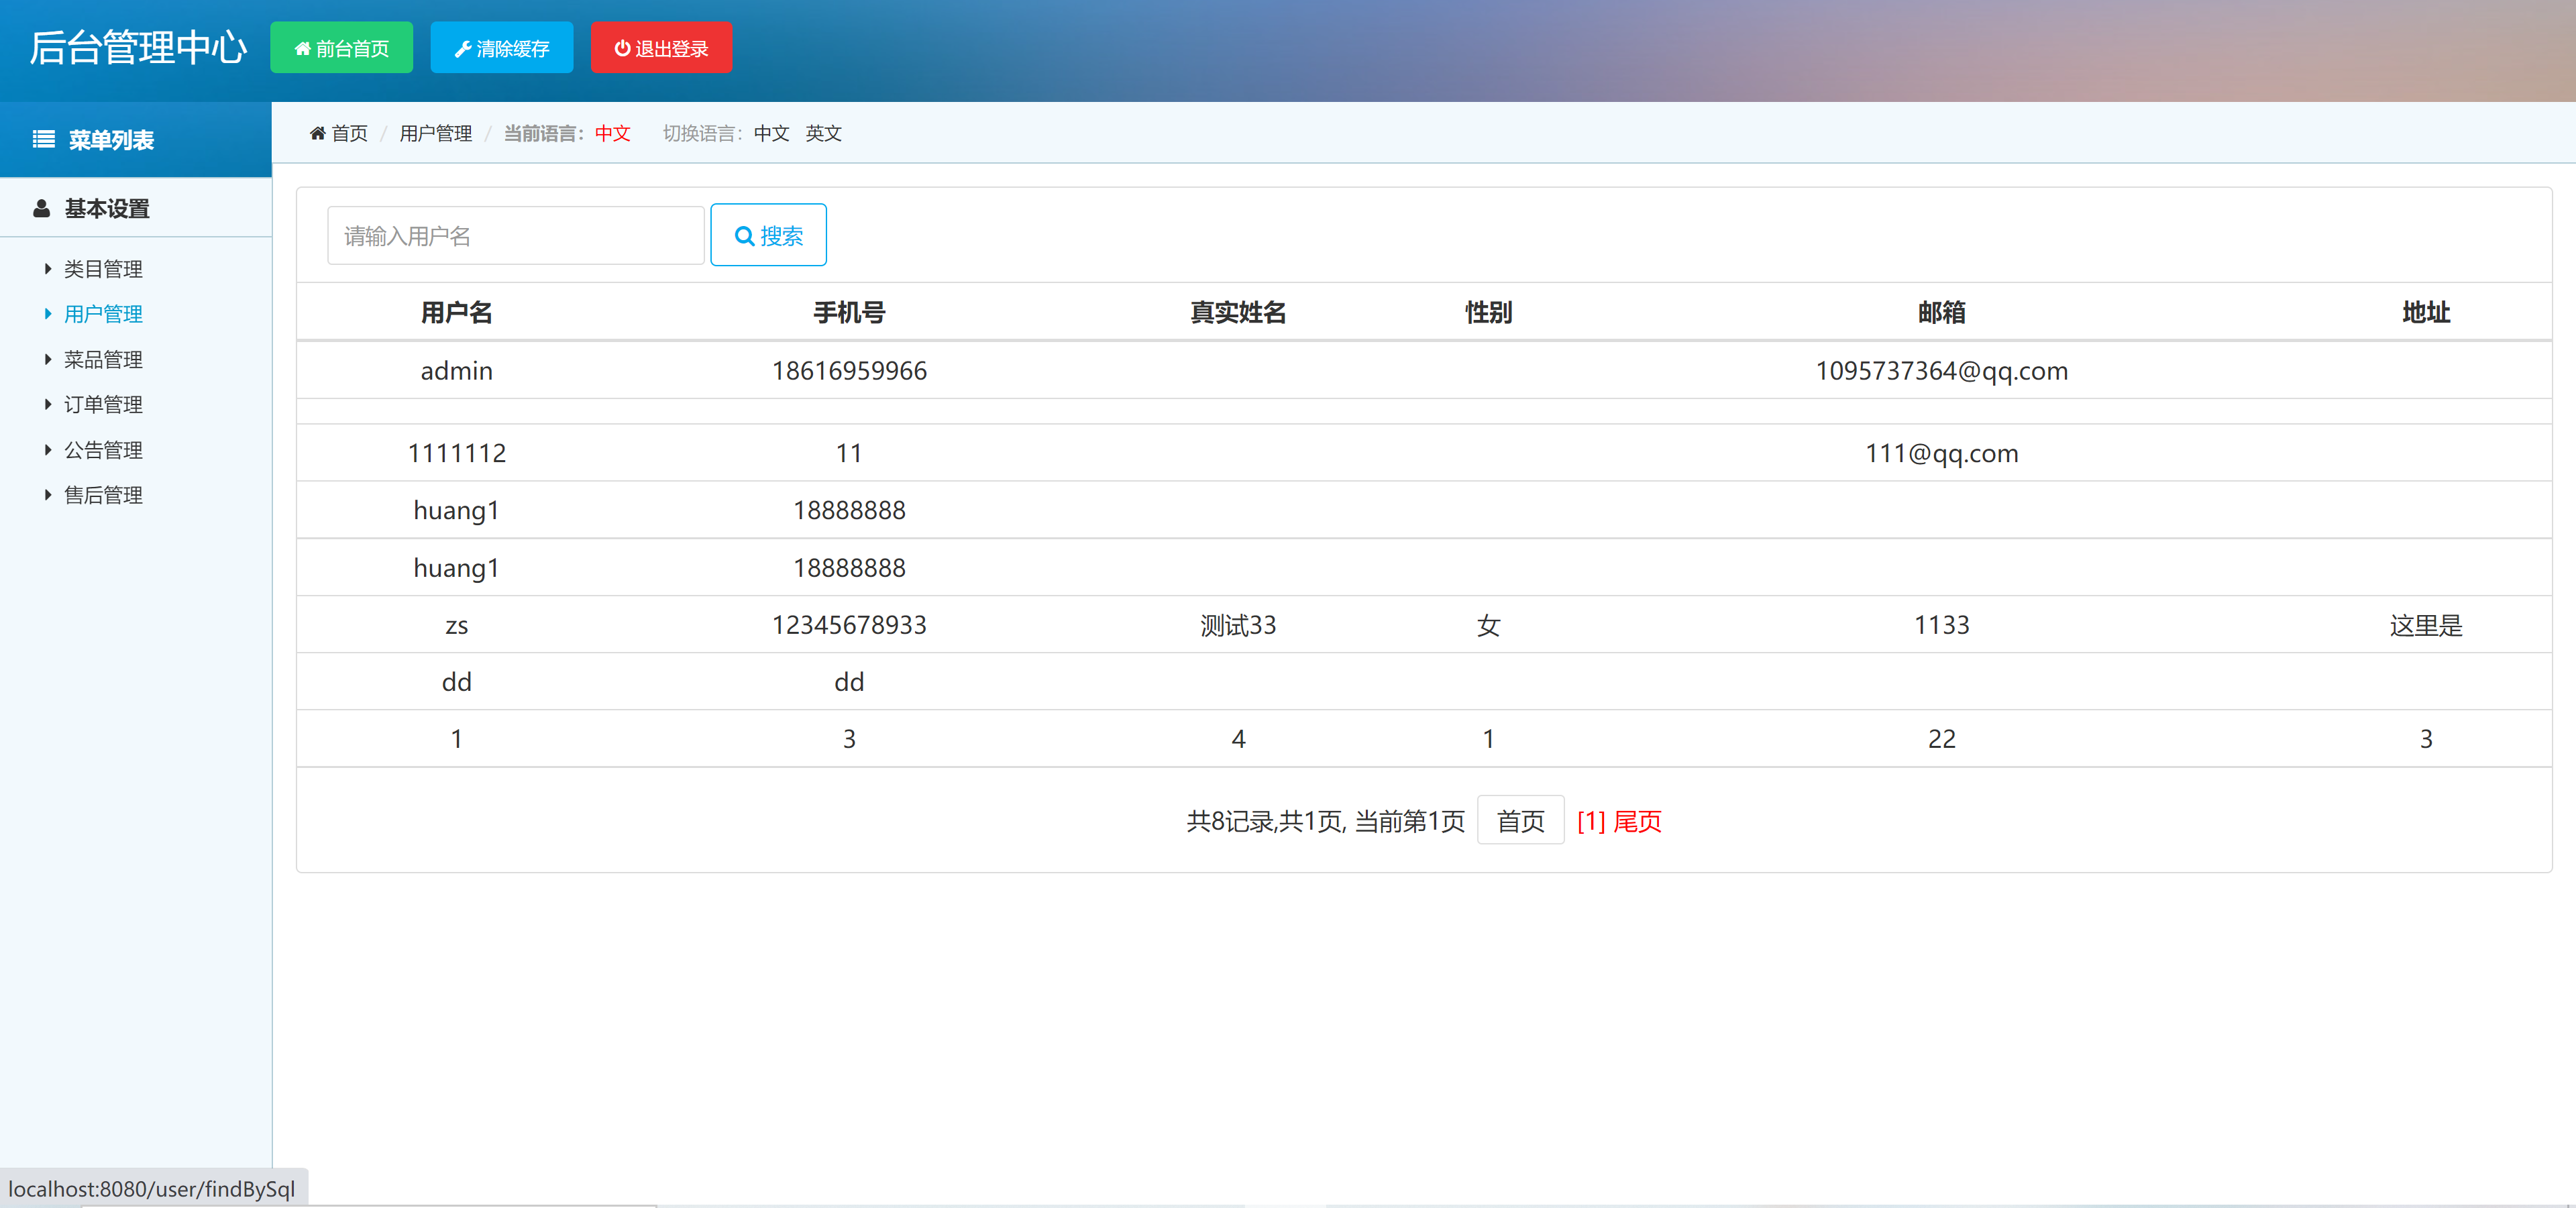 后台管理中心 前台首页 清除缓存 退出登录
菜单列表
首页 / 用户管理 / 当前语言：中文 切换语言：中文 英文
基本设置
类目管理
用户管理
菜品管理
订单管理
公告管理
售后管理
请输入用户名 搜索
用户名 手机号 真实姓名 性别 邮箱 地址
admin 18616959966 1095737364@qq.com
1111112 11 111@qq.com
huang1 18888888
huang1 18888888
zs 12345678933 测试33 女 1133 这里是
dd dd
1 3 4 1 22 3
共8记录,共1页, 当前第1页 首页 [1] 尾页
localhost:8080/user/findBySql